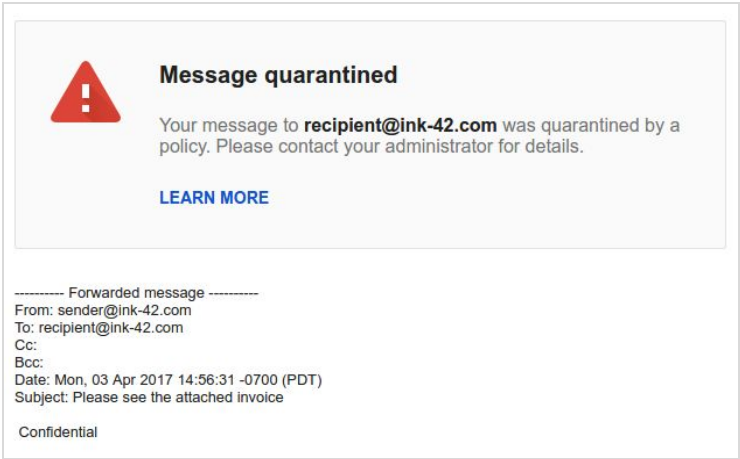 Message quarantined
Your message to recipient@ink-42.com was quarantined by a
policy. Please contact your administrator for details.
LEARN MORE
---------- Forwarded message ----------
From: sender@ink-42.com
To: recipient@ink-42.com
Cc:
Bcc:
Date: Mon, 03 Apr 2017 14:56:31 -0700 (PDT)
Subject: Please see the attached invoice
Confidential